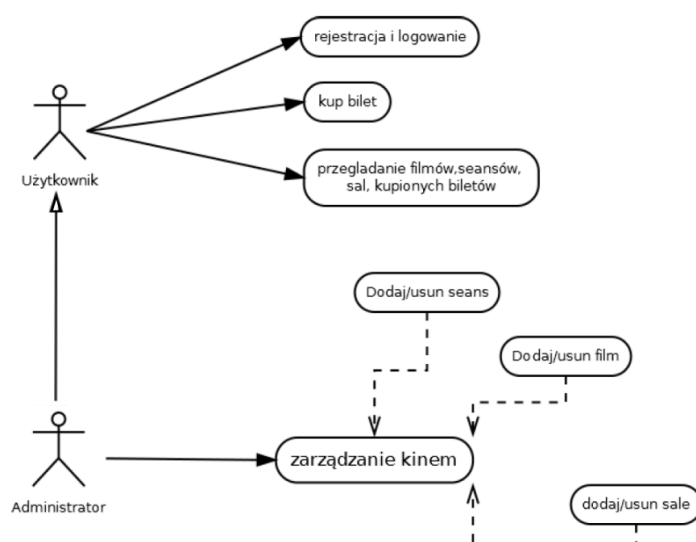 rejestracja i logowanie
kup bilet
Użytkownik
przegladanie filmów,seansów,
sal, kupionych biletów
Dodaj/usun seans
Dodaj/usun film
zarządzanie kinem
Administrator
dodaj/usun sale